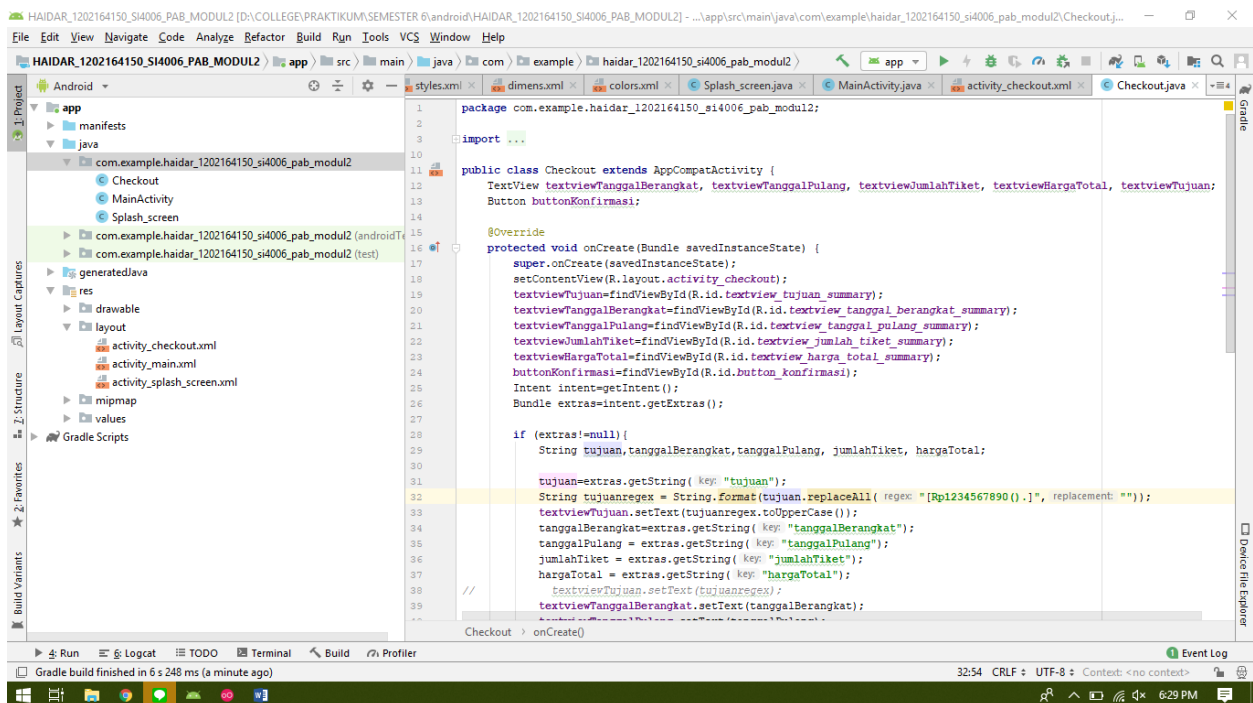 HAIDAR_1202164150_SI4006_PAB_MODUL2 [D:\COLLEGE\PRAKTIKUM\SEMESTER 6\android\HAIDAR_1202164150_SI4006_PAB_MODUL2] - ...\app\src\main\java\com\example\haidar_1202164150_si4006_pab_modul2\Checkout.j...
File Edit View Navigate Code Analyze Refactor Build Run Tools VCS Window Help
HAIDAR_1202164150_SI4006_PAB_MODUL2 app src main java com example haidar_1202164150_si4006_pab_modul2 app
Android
styles.xml dimens.xml colors.xml Splash_screen.java MainActivity.java activity_checkout.xml Checkout.java
1: Project
Layout Captures
Z: Structure
2: Favorites
Build Variants
app
manifests
java
com.example.haidar_1202164150_si4006_pab_modul2
Checkout
MainActivity
Splash_screen
com.example.haidar_1202164150_si4006_pab_modul2 (androidTe
com.example.haidar_1202164150_si4006_pab_modul2 (test)
generatedJava
res
drawable
layout
activity_checkout.xml
activity_main.xml
activity_splash_screen.xml
mipmap
values
Gradle Scripts
1 package com.example.haidar_1202164150_si4006_pab_modul2;
2
3 import ...
10
11 public class Checkout extends AppCompatActivity {
12 TextView textviewTanggalBerangkat, textviewTanggalPulang, textviewJumlahTiket, textviewHargaTotal, textviewTujuan;
13 Button buttonKonfirmasi;
14
15 @Override
16 protected void onCreate(Bundle savedInstanceState) {
17 super.onCreate(savedInstanceState);
18 setContentView(R.layout.activity_checkout);
19 textviewTujuan=findViewById(R.id.textview_tujuan_summary);
20 textviewTanggalBerangkat=findViewById(R.id.textview_tanggal_berangkat_summary);
21 textviewTanggalPulang=findViewById(R.id.textview_tanggal_pulang_summary);
22 textviewJumlahTiket=findViewById(R.id.textview_jumlah_tiket_summary);
23 textviewHargaTotal=findViewById(R.id.textview_harga_total_summary);
24 buttonKonfirmasi=findViewById(R.id.button_konfirmasi);
25 Intent intent=getIntent();
26 Bundle extras=intent.getExtras();
27
28 if (extras!=null){
29 String tujuan,tanggalBerangkat,tanggalPulang, jumlahTiket, hargaTotal;
30
31 tujuan=extras.getString( key: "tujuan");
32 String tujuanregex = String.format(tujuan.replaceAll( regex: "[Rp1234567890().]", replacement: ""));
33 textviewTujuan.setText(tujuanregex.toUpperCase());
34 tanggalBerangkat=extras.getString( key: "tanggalBerangkat");
35 tanggalPulang = extras.getString( key: "tanggalPulang");
36 jumlahTiket = extras.getString( key: "jumlahTiket");
37 hargaTotal = extras.getString( key: "hargaTotal");
38 // textviewTujuan.setText(tujuanregex);
39 textviewTanggalBerangkat.setText(tanggalBerangkat);
Checkout › onCreate()
Gradle
Device File Explorer
4: Run 6: Logcat TODO Terminal Build Profiler 1 Event Log
Gradle build finished in 6 s 248 ms (a minute ago) 32:54 CRLF UTF-8 Context: <no context>
6:29 PM